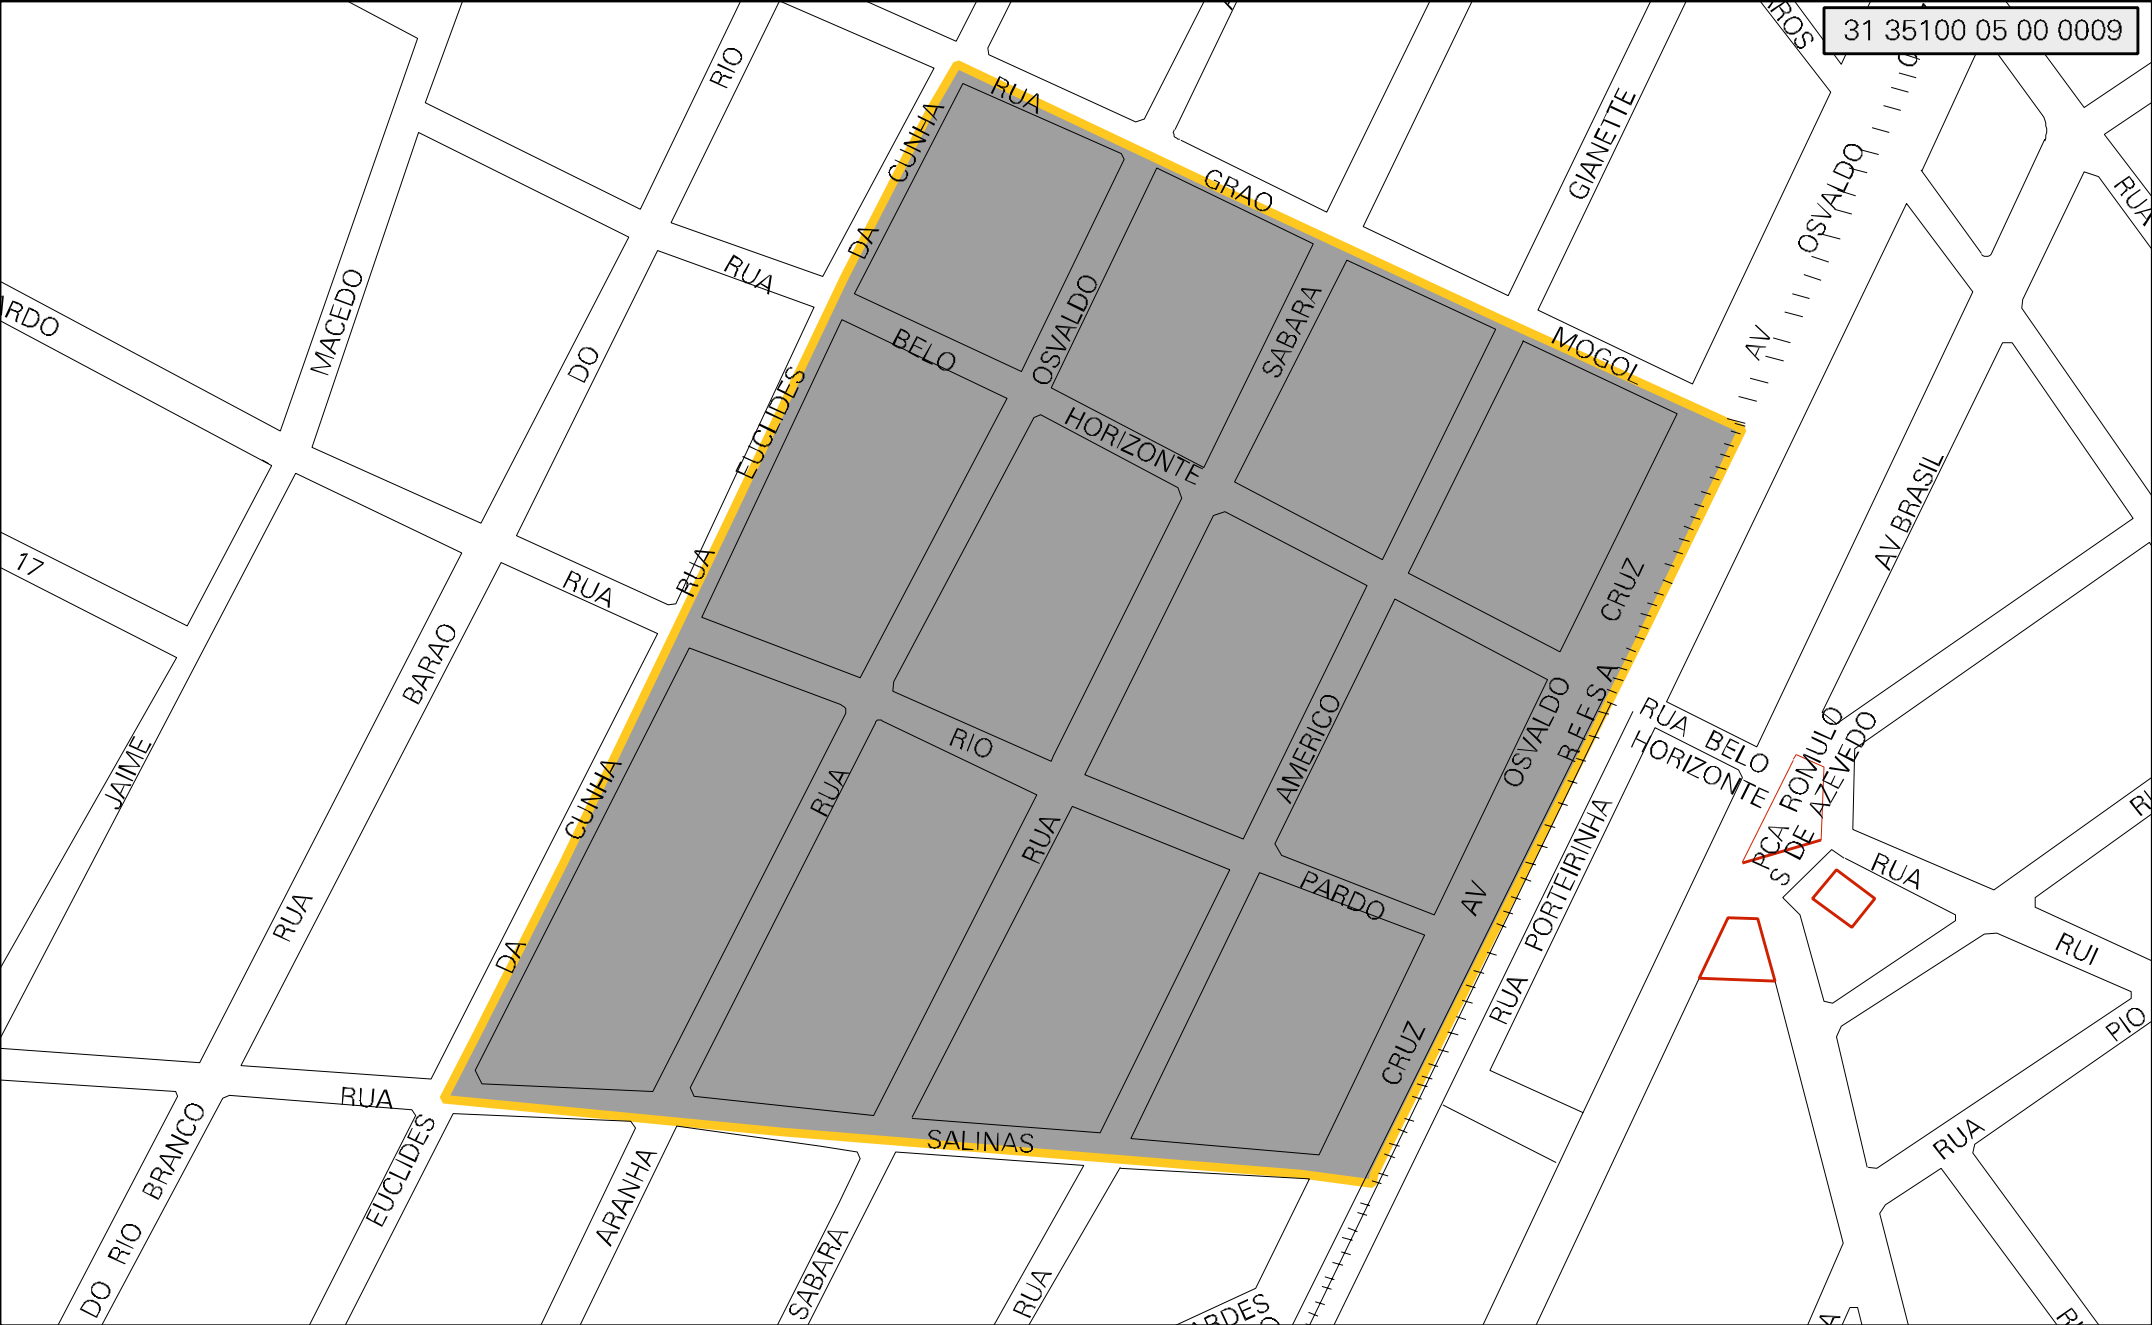 31 35100 05 00 0009
RIO
RUA
CUNHA
GRAO
GIANETTE
OSVALDO
RUA
DA
RUA
MACEDO
DO
BELO
OSVALDO
SABARA
AV
MOGOL
EUCLIDES
HORIZONTE
AV BRASIL
17
RUA
RUA
CRUZ
BARAO
RIO
AMERICO
OSVALDO
R F F S A
RUA BELO
HORIZONTE
PCA ROMULO
S DE AZEVEDO
JAIME
CUNHA
RUA
RUA
PARDO
AV
RUA PORTEIRINHA
RUA
RUI
RUA
DA
CRUZ
PIO
RUA
RUA
SALINAS
DO RIO BRANCO
EUCLIDES
ARANHA
SABARA
RUA